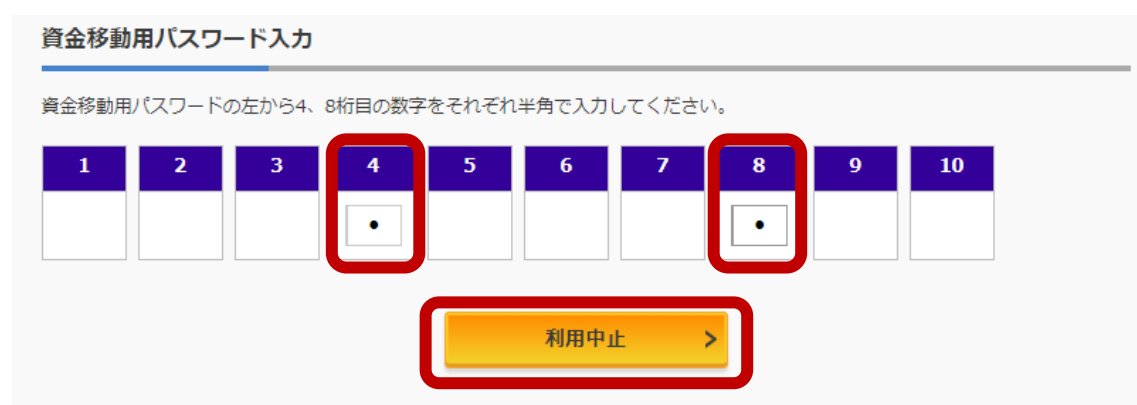 資金移動用パスワード入力
資金移動用パスワードの左から4、8桁目の数字をそれぞれ半角で入力してください。
1 2 3 4 5 6 7 8 9 10
• •
利用中止 >